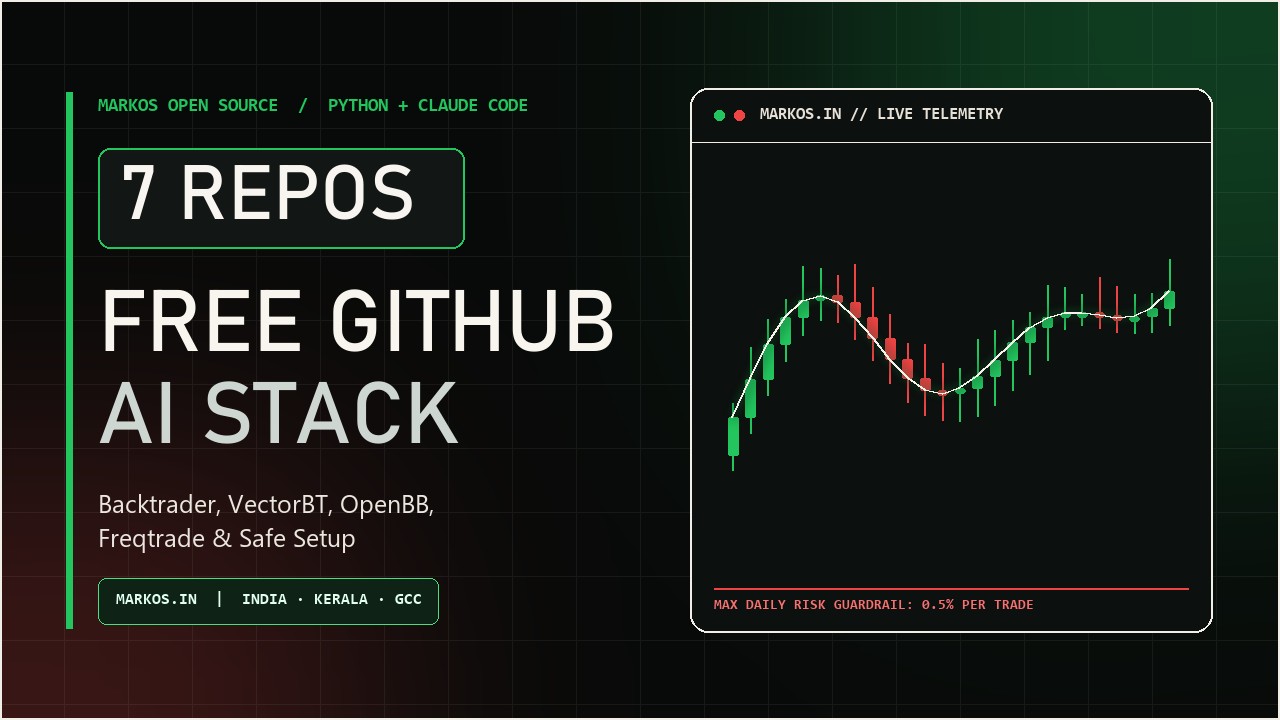 MARKOS OPEN SOURCE / PYTHON + CLAUDE CODE
7 REPOS
FREE GITHUB
AI STACK
Backtrader, VectorBT, OpenBB,
Freqtrade & Safe Setup
MARKOS.IN | INDIA · KERALA · GCC
MARKOS.IN // LIVE TELEMETRY
MAX DAILY RISK GUARDRAIL: 0.5% PER TRADE